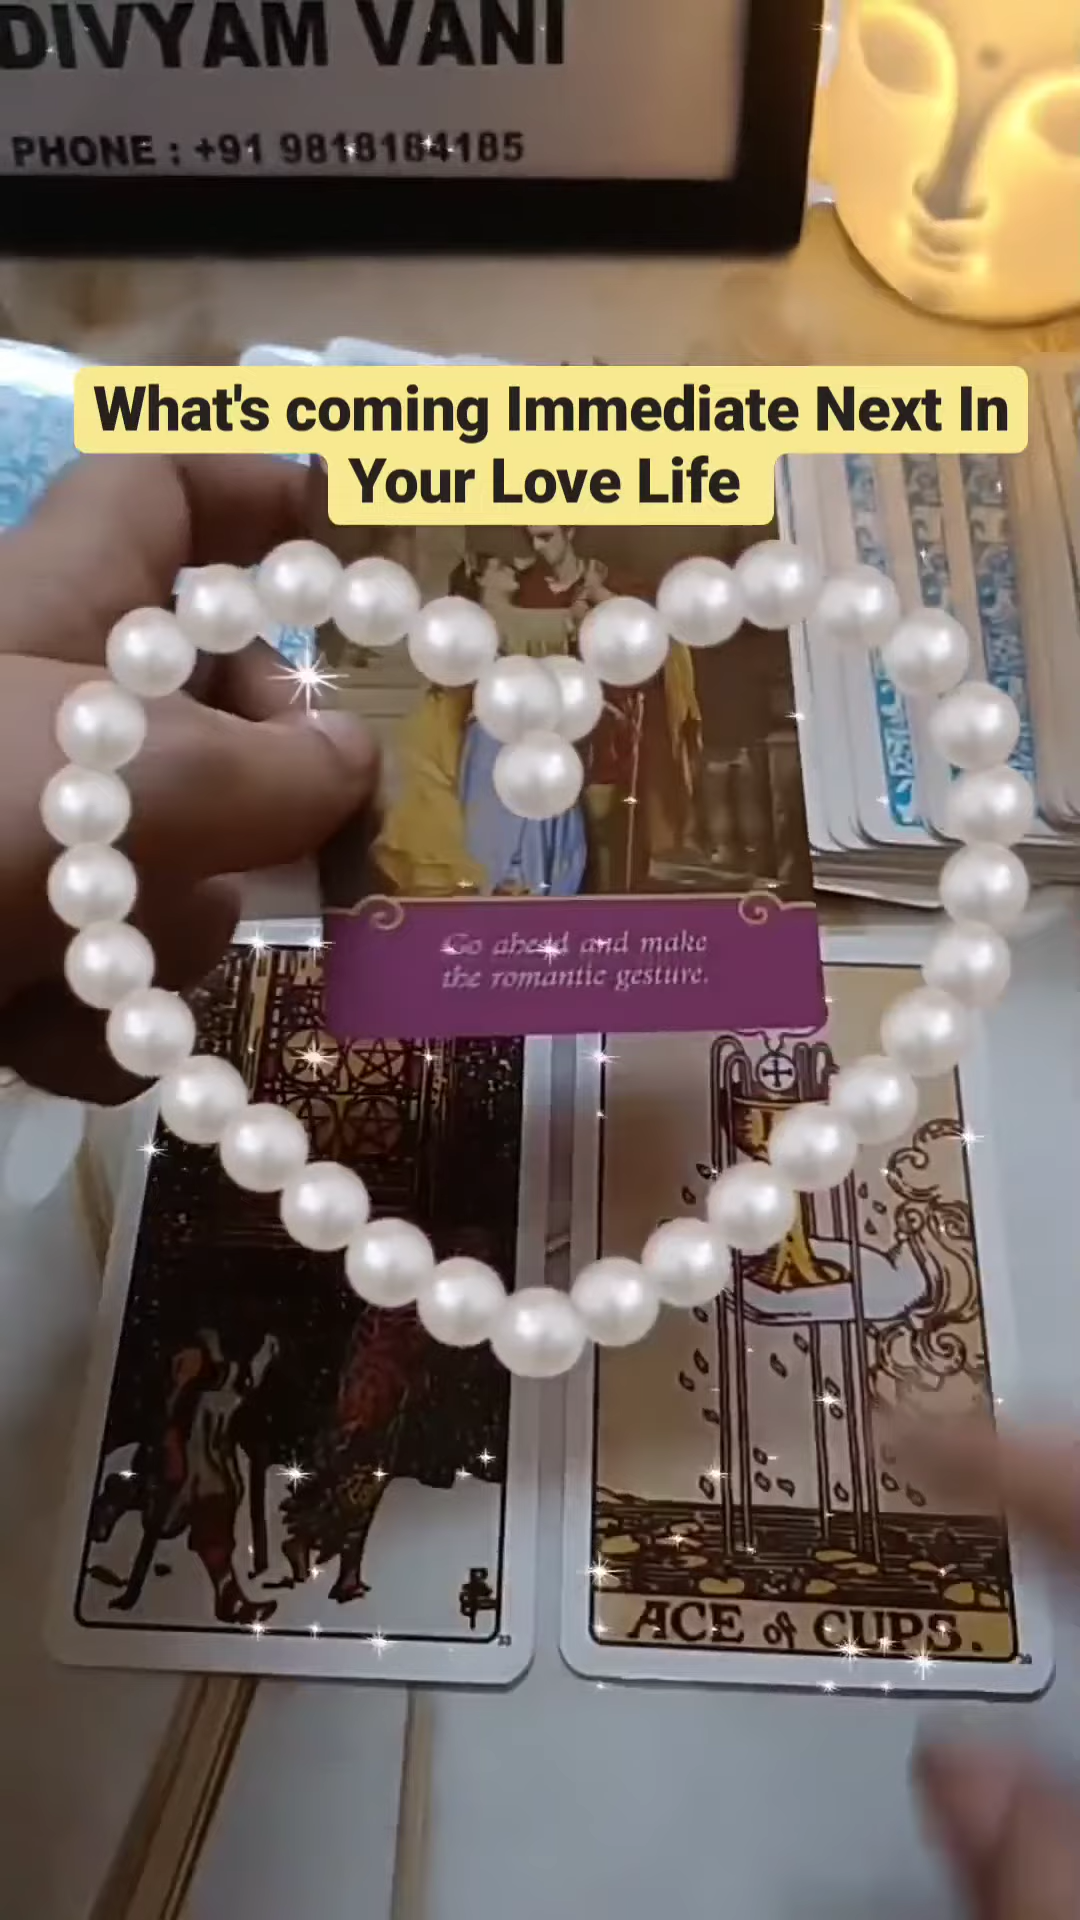 DIVYAM VANI
PHONE : +91 9818164185
What's coming Immediate Next In
Your Love Life
Go ahead and make
the romantic gesture.
ACE of CUPS.